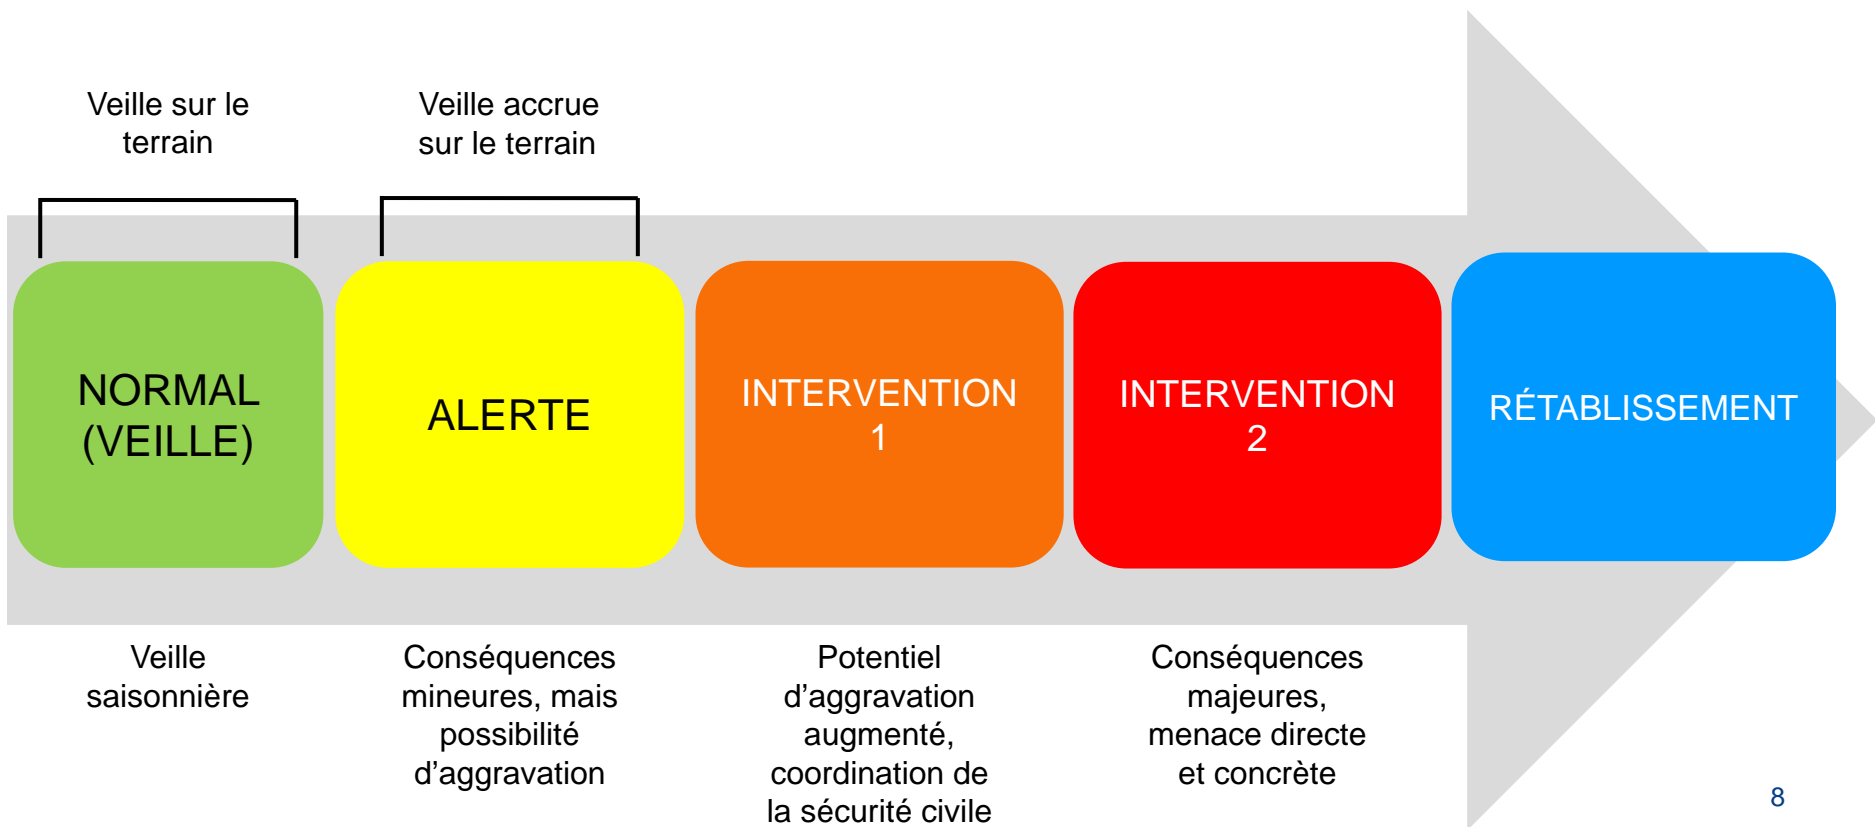 Veille sur le
terrain
Veille accrue
sur le terrain
NORMAL
(VEILLE)
ALERTE
INTERVENTION
1
INTERVENTION
2
RÉTABLISSEMENT
Veille
saisonnière
Conséquences
mineures, mais
possibilité
d’aggravation
Potentiel
d’aggravation
augmenté,
coordination de
la sécurité civile
Conséquences
majeures,
menace directe
et concrète
8